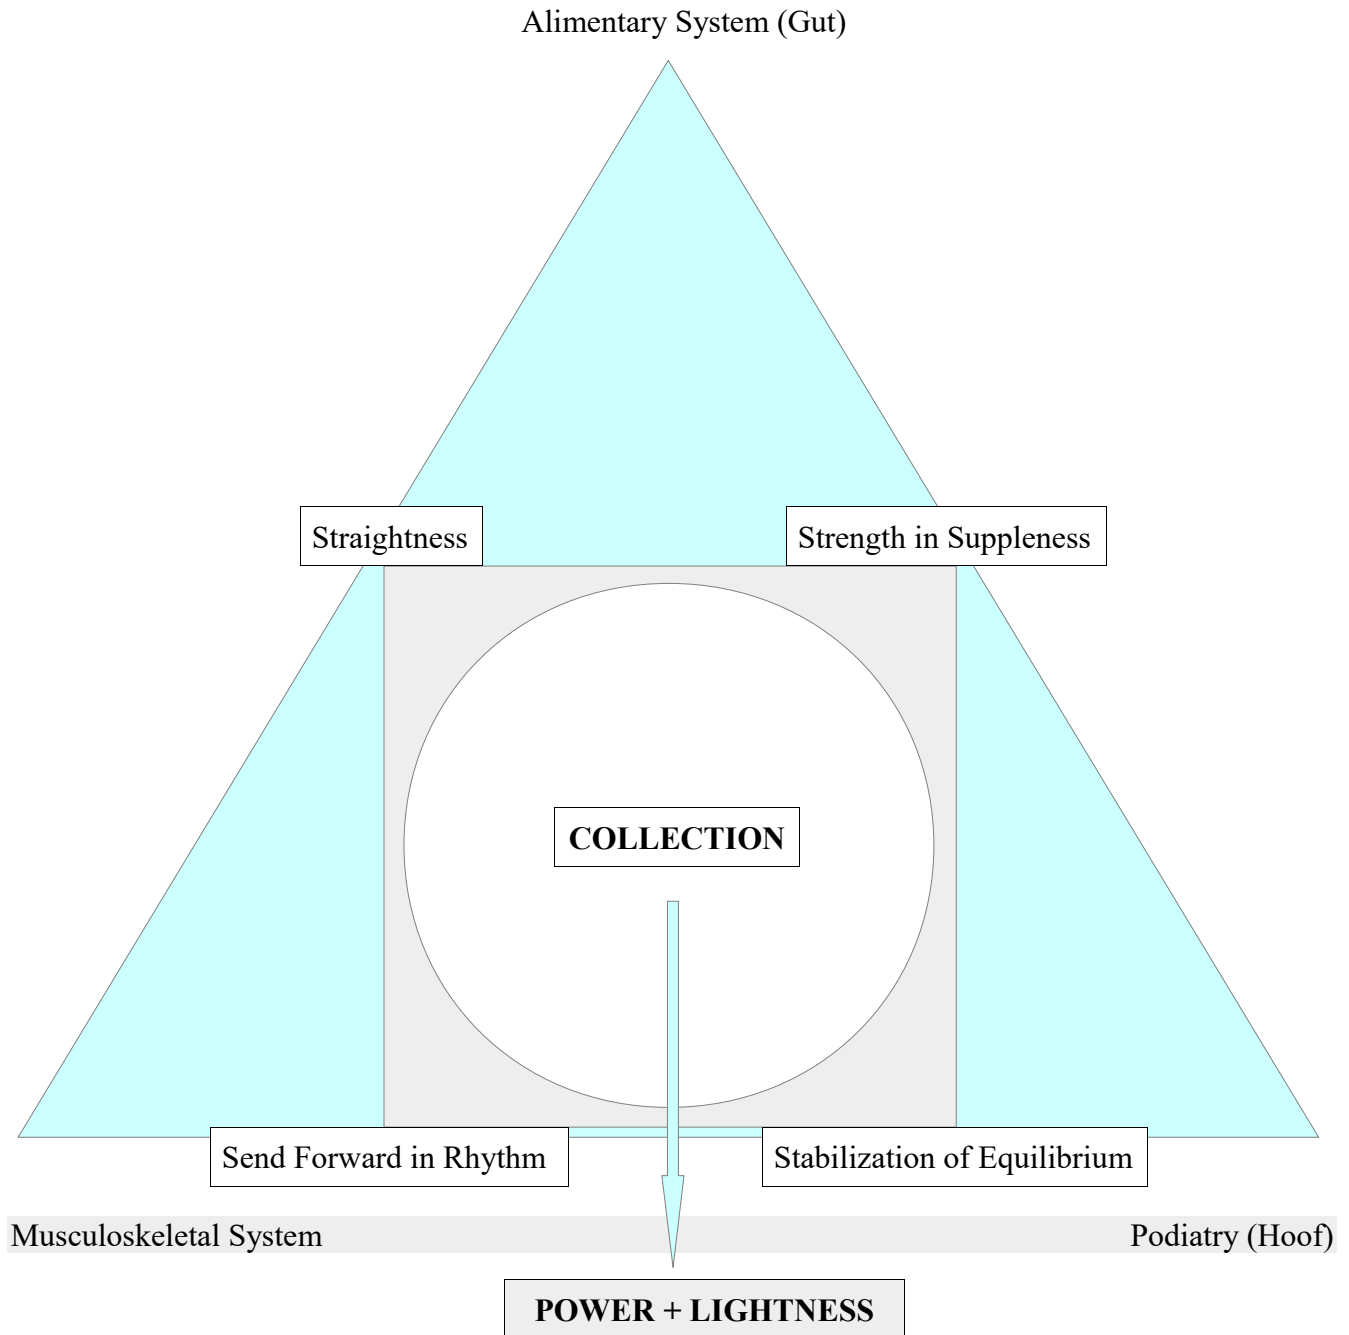 Alimentary System (Gut)
Straightness
Strength in Suppleness
COLLECTION
Send Forward in Rhythm
Stabilization of Equilibrium
Musculoskeletal System
Podiatry (Hoof)
POWER + LIGHTNESS